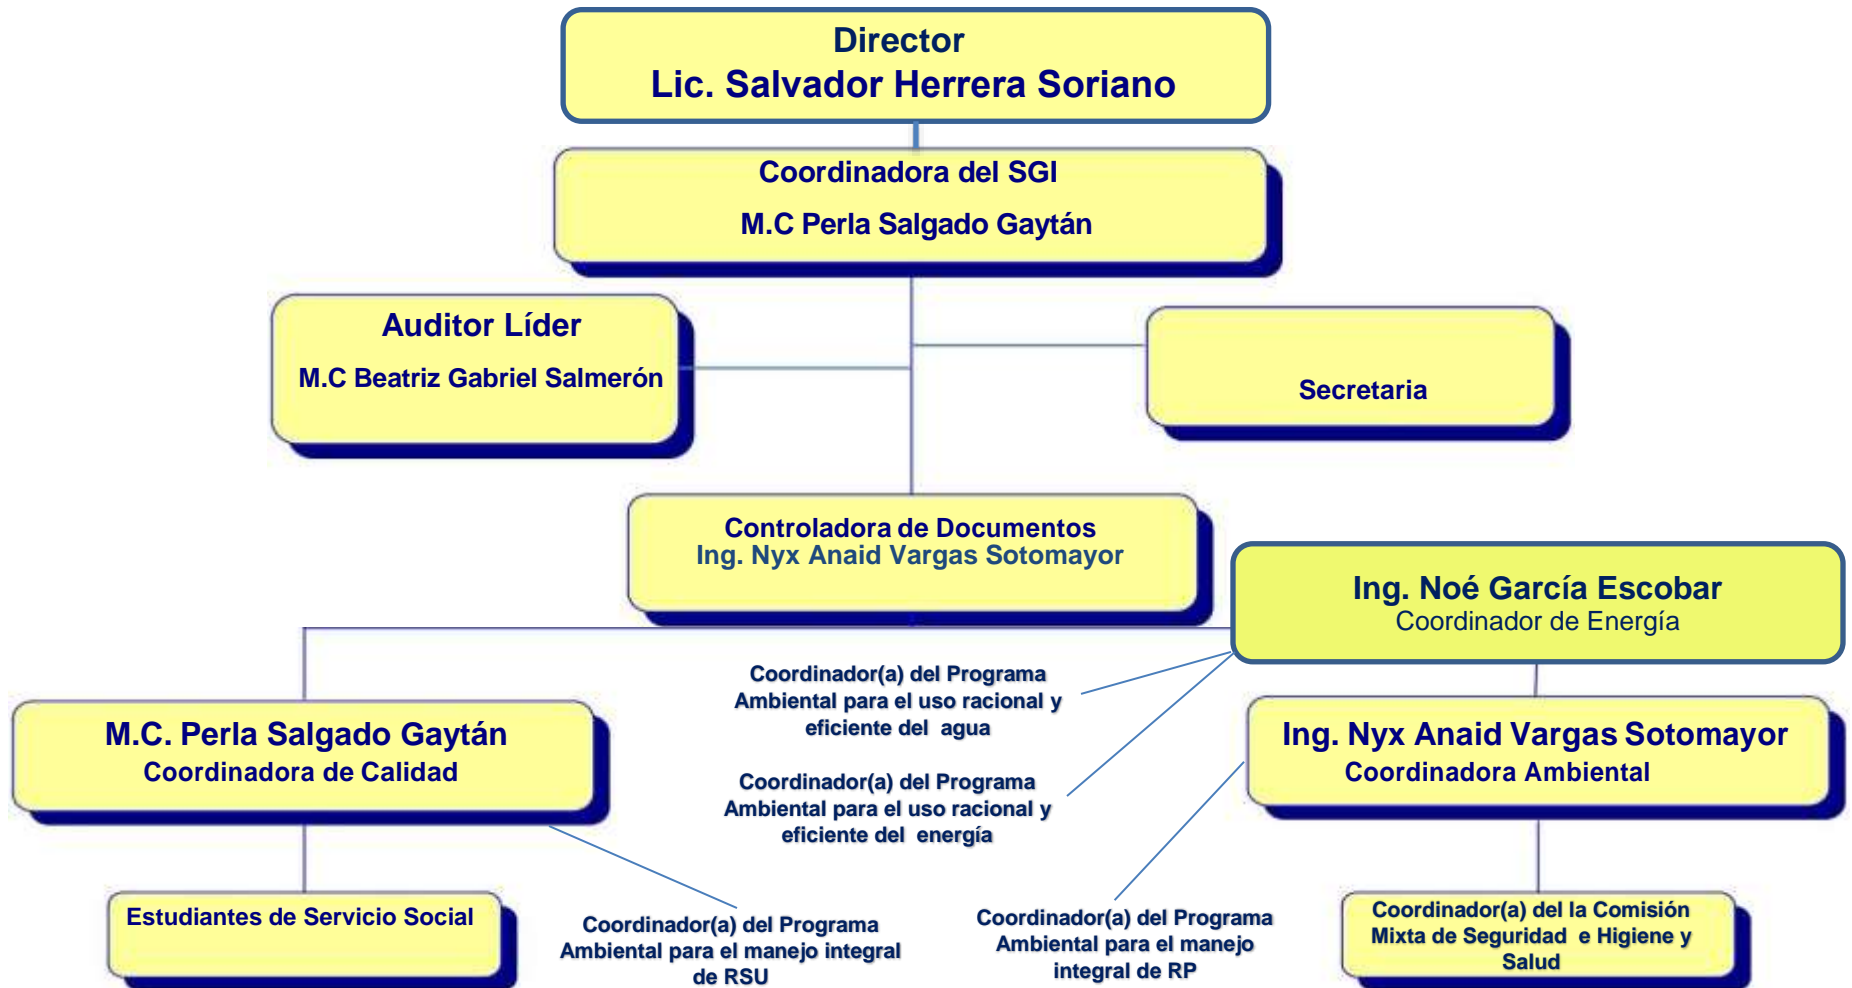 Director
Lic. Salvador Herrera Soriano
Coordinadora del SGI
M.C Perla Salgado Gaytán
Auditor Líder
M.C Beatriz Gabriel Salmerón
Secretaria
Controladora de Documentos
Ing. Nyx Anaid Vargas Sotomayor
Ing. Noé García Escobar
Coordinador de Energía
Coordinador(a) del Programa
Ambiental para el uso racional y
eficiente del agua
M.C. Perla Salgado Gaytán
Coordinadora de Calidad
Ing. Nyx Anaid Vargas Sotomayor
Coordinadora Ambiental
Coordinador(a) del Programa
Ambiental para el uso racional y
eficiente del energía
Estudiantes de Servicio Social
Coordinador(a) del Programa
Ambiental para el manejo integral
de RSU
Coordinador(a) del Programa
Ambiental para el manejo
integral de RP
Coordinador(a) del la Comisión
Mixta de Seguridad e Higiene y
Salud